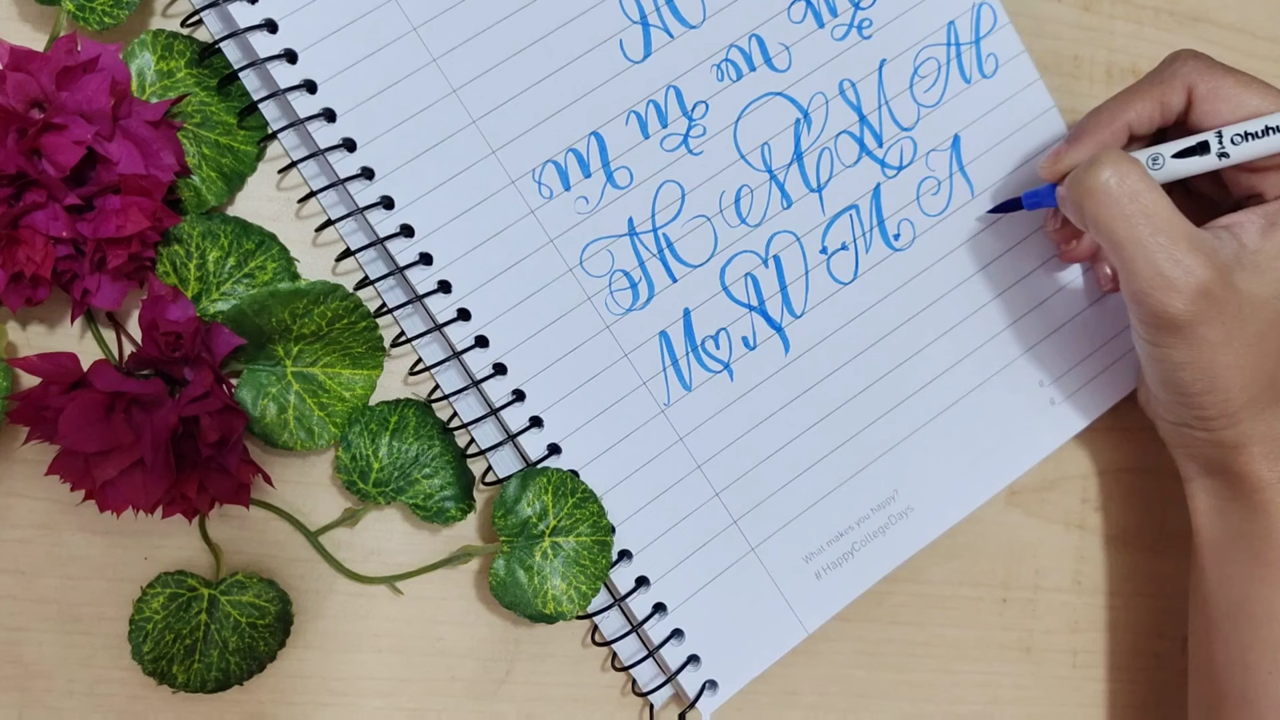 M
M M M M
M M M M
M M M
What makes you happy?
#HappyCollegeDays
Ohuhu